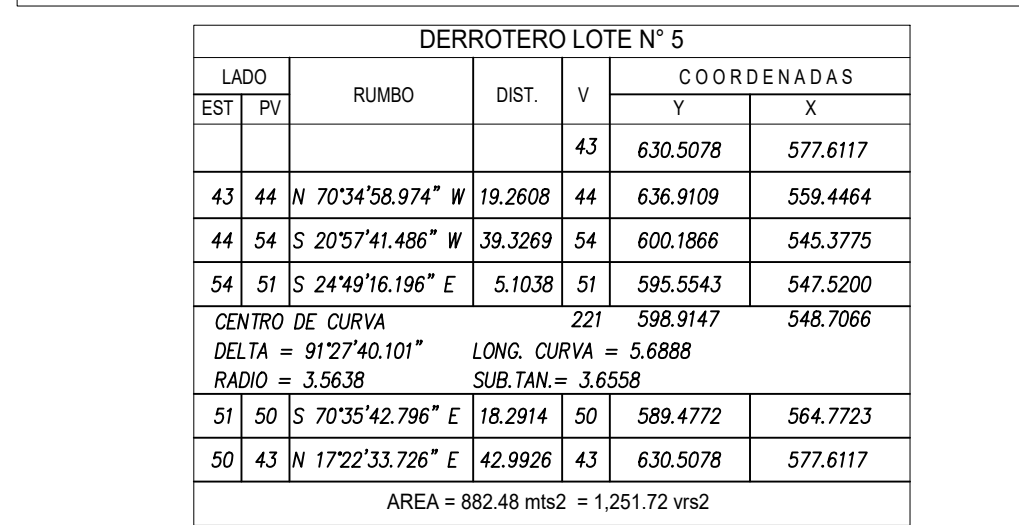 DERROTERO LOTE N° 5
LADO RUMBO DIST. V COORDENADAS
EST PV Y X
43 630.5078 577.6117
43 44 N 70°34'58.974" W 19.2608 44 636.9109 559.4464
44 54 S 20°57'41.486" W 39.3269 54 600.1866 545.3775
54 51 S 24°49'16.196" E 5.1038 51 595.5543 547.5200
CENTRO DE CURVA 221 598.9147 548.7066
DELTA = 91°27'40.101" LONG. CURVA = 5.6888
RADIO = 3.5638 SUB.TAN.= 3.6558
51 50 S 70°35'42.796" E 18.2914 50 589.4772 564.7723
50 43 N 17°22'33.726" E 42.9926 43 630.5078 577.6117
AREA = 882.48 mts2 = 1,251.72 vrs2